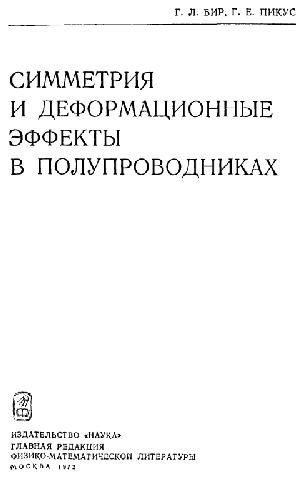 Г. Л. БИР, Г. Е. ПИКУС
СИММЕТРИЯ
И ДЕФОРМАЦИОННЫЕ
ЭФФЕКТЫ
В ПОЛУПРОВОДНИКАХ
ИЗДАТЕЛЬСТВО «НАУКА»
ГЛАВНАЯ РЕДАКЦИЯ
ФИЗИКО-МАТЕМАТИЧЕСКОЙ ЛИТЕРАТУРЫ
МОСКВА 1972